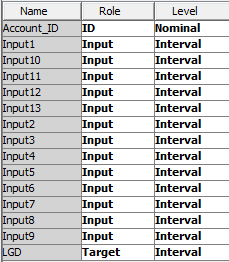 Name Role Level
Account_ID ID Nominal
Input1 Input Interval
Input10 Input Interval
Input11 Input Interval
Input12 Input Interval
Input13 Input Interval
Input2 Input Interval
Input3 Input Interval
Input4 Input Interval
Input5 Input Interval
Input6 Input Interval
Input7 Input Interval
Input8 Input Interval
Input9 Input Interval
LGD Target Interval